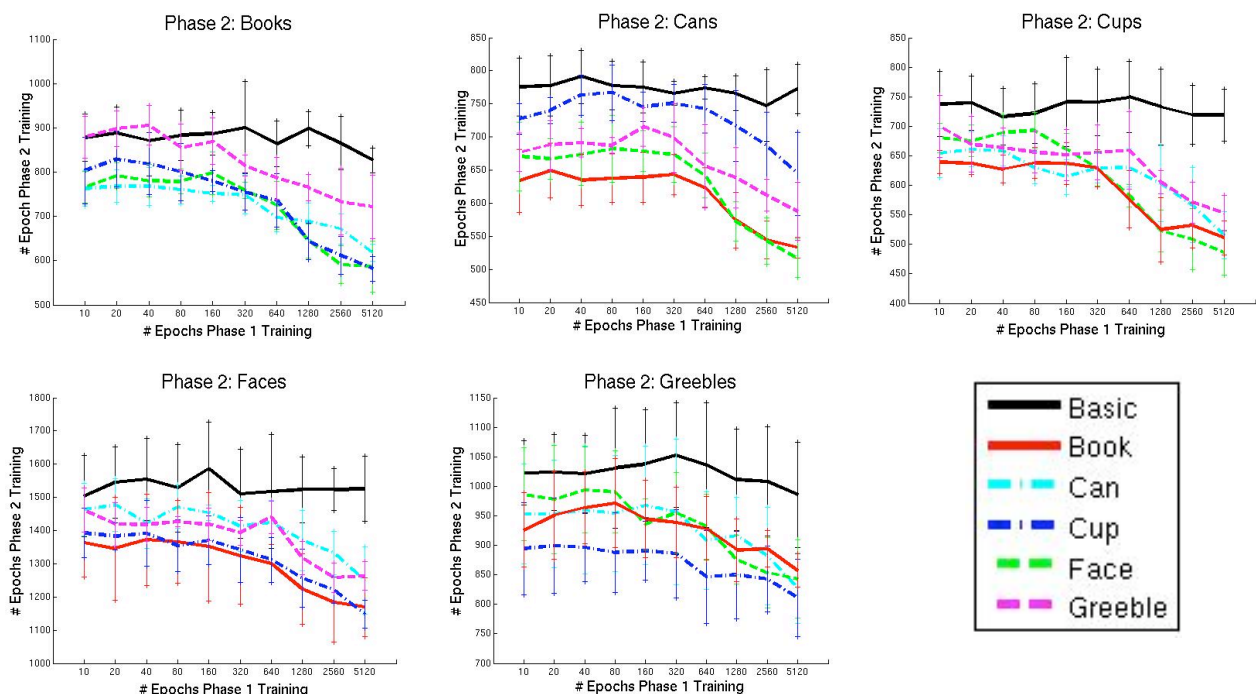 Phase 2: Books
# Epoch Phase 2 Training
1100
1000
900
800
700
600
500
10 20 40 80 160 320 640 1280 2560 5120
# Epochs Phase 1 Training
Phase 2: Cans
# Epochs Phase 2 Training
850
800
750
700
650
600
550
500
450
10 20 40 80 160 320 640 1280 2560 5120
# Epochs Phase 1 Training
Phase 2: Cups
# Epochs Phase 2 Training
850
800
750
700
650
600
550
500
450
400
10 20 40 80 160 320 640 1280 2560 5120
# Epochs Phase 1 Training
Phase 2: Faces
# Epochs Phase 2 Training
1800
1700
1600
1500
1400
1300
1200
1100
1000
10 20 40 80 160 320 640 1280 2560 5120
# Epochs Phase 1 Training
Phase 2: Greebles
# Epochs Phase 2 Training
1150
1100
1050
1000
950
900
850
800
750
700
10 20 40 80 160 320 640 1280 2560 5120
# Epochs Phase 1 Training
Basic
Book
Can
Cup
Face
Greeble